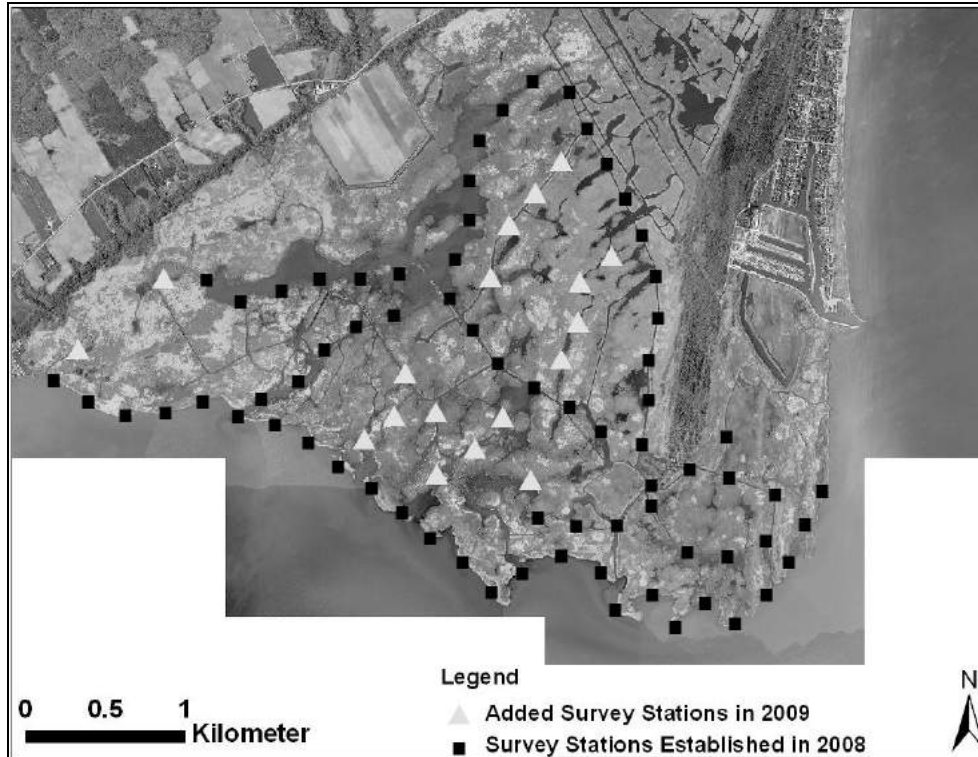 Legend
N
0 0.5 1
Kilometer
Added Survey Stations in 2009
Survey Stations Established in 2008